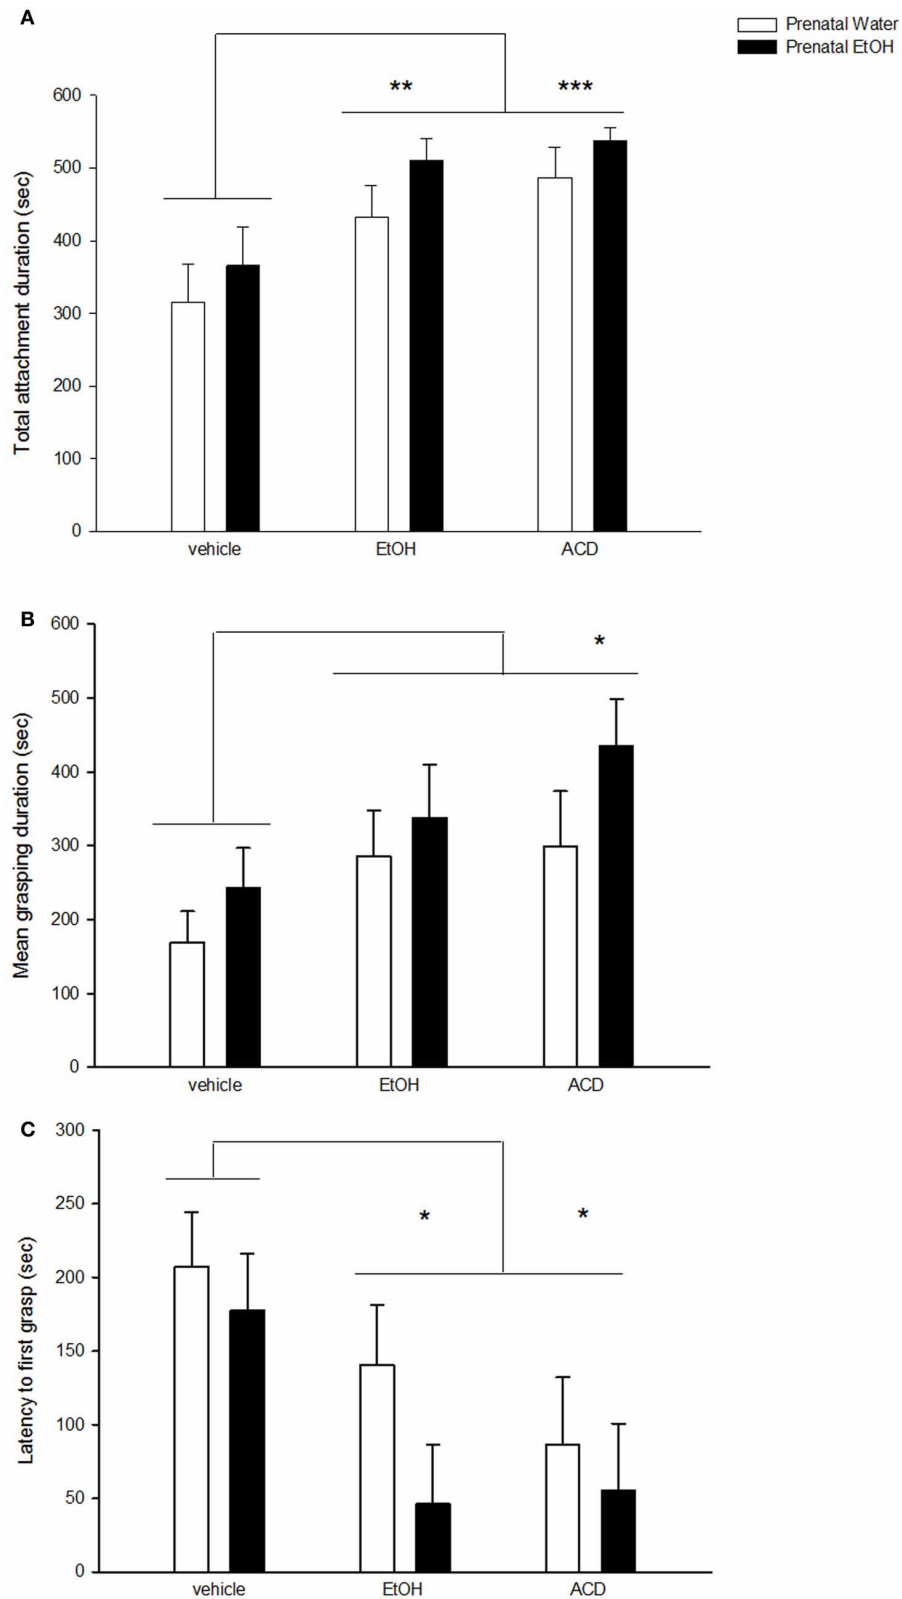 A
Prenatal Water
Prenatal EtOH
** ***
600
500
400
300
200
100
0
Total attachment duration (sec)
vehicle EtOH ACD
B
*
600
500
400
300
200
100
0
Mean grasping duration (sec)
vehicle EtOH ACD
C
* *
300
250
200
150
100
50
0
Latency to first grasp (sec)
vehicle EtOH ACD